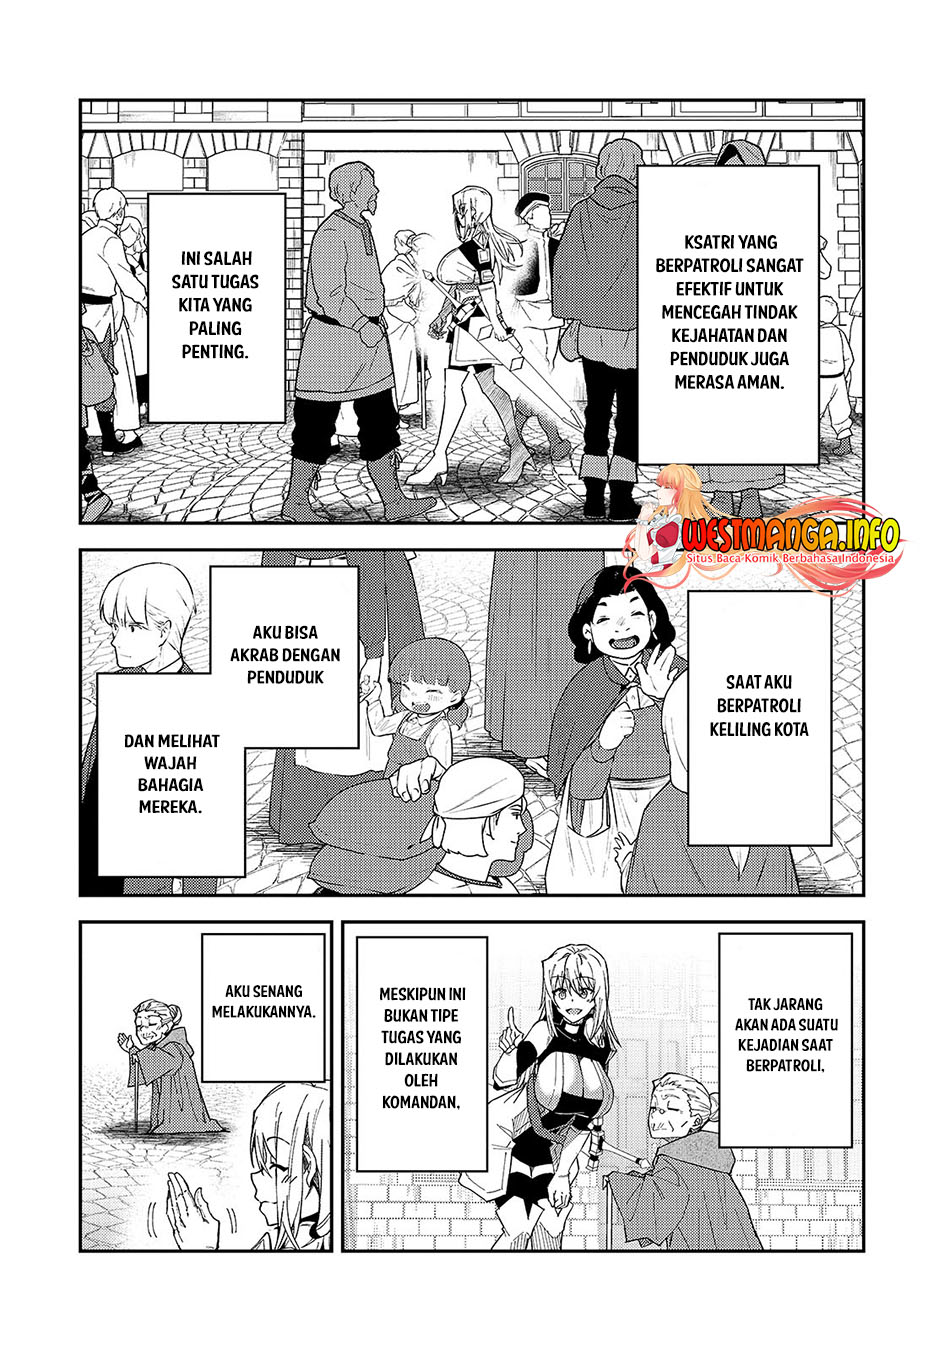 KSATRI YANG
BERPATROLI SANGAT
EFEKTIF UNTUK
MENCEGAH TINDAK
KEJAHATAN DAN
PENDUDUK JUGA
MERASA AMAN.
INI SALAH
SATU TUGAS
KITA YANG
PALING
PENTING.
WESTMANGA.INFO
Situs Baca Komik Berbahasa Indonesia
SAAT AKU
BERPATROLI
KELILING KOTA
AKU BISA
AKRAB DENGAN
PENDUDUK
DAN MELIHAT
WAJAH
BAHAGIA
MEREKA.
TAK JARANG
AKAN ADA SUATU
KEJADIAN SAAT
BERPATROLI,
MESKIPUN INI
BUKAN TIPE
TUGAS YANG
DILAKUKAN
OLEH
KOMANDAN,
AKU SENANG
MELAKUKANNYA.